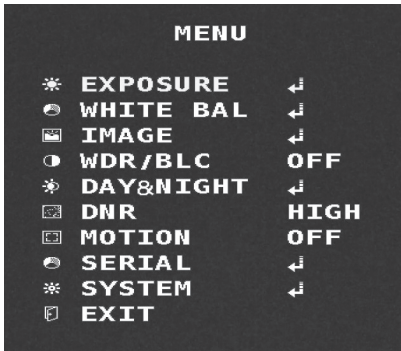 MENU
EXPOSURE ↲
WHITE BAL ↲
IMAGE ↲
WDR/BLC OFF
DAY&NIGHT ↲
DNR HIGH
MOTION OFF
SERIAL ↲
SYSTEM ↲
EXIT